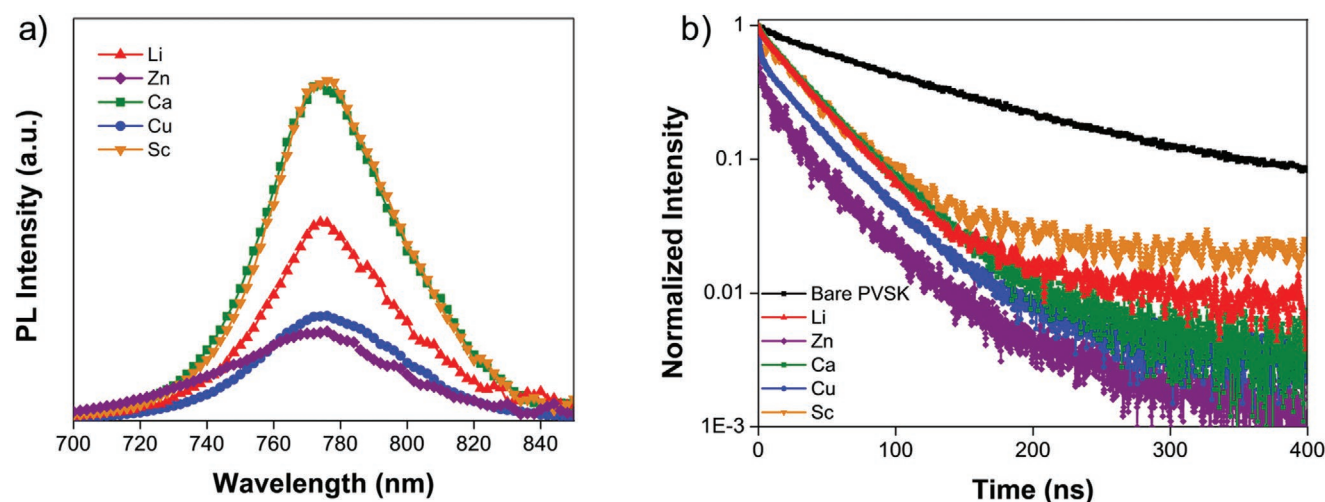 a)
Li
Zn
Ca
Cu
Sc
PL Intensity (a.u.)
700 720 740 760 780 800 820 840
Wavelength (nm)
b)
1
0.1
0.01
1E-3
Normalized Intensity
Bare PVSK
Li
Zn
Ca
Cu
Sc
0 100 200 300 400
Time (ns)